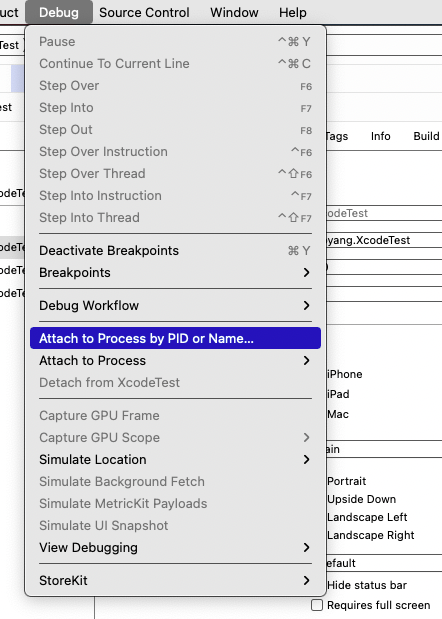 uct Debug Source Control Window Help
Test
est
Pause ^⌘Y
Continue To Current Line ^⌘C
Step Over F6
Step Into F7
Step Out F8
Step Over Instruction ^F6
Step Over Thread ^⇧F6
Step Into Instruction ^F7
Step Into Thread ^⇧F7
Deactivate Breakpoints ⌘Y
Breakpoints >
Debug Workflow >
Attach to Process by PID or Name...
Attach to Process >
Detach from XcodeTest
Capture GPU Frame
Capture GPU Scope >
Simulate Location >
Simulate Background Fetch
Simulate MetricKit Payloads
Simulate UI Snapshot
View Debugging >
StoreKit >
codeTe
odeTe
codeTe
codeTe
Tags Info Build
odeTest
yang.XcodeTest
)
iPhone
iPad
Mac
ain
Portrait
Upside Down
Landscape Left
Landscape Right
efault
Hide status bar
Requires full screen